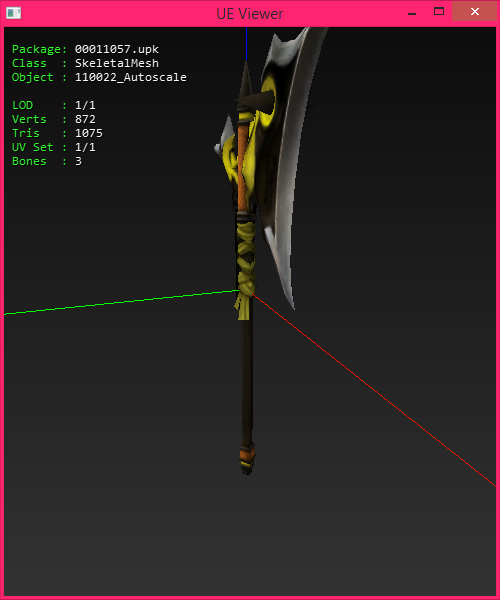 UE Viewer
Package: 00011057.upk
Class : SkeletalMesh
Object : 110022_Autoscale
LOD : 1/1
Verts : 872
Tris : 1075
UV Set : 1/1
Bones : 3